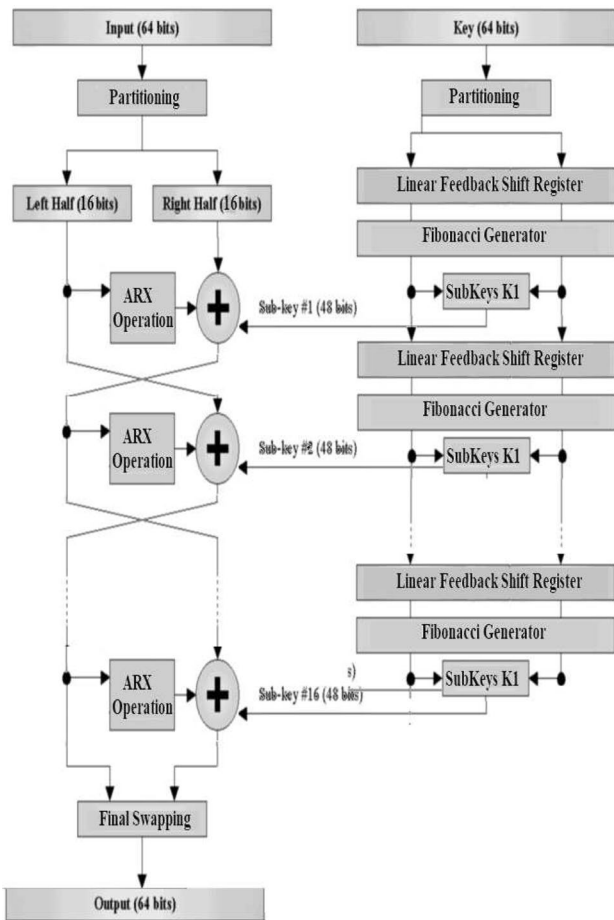 Input (64 bits)
Key (64 bits)
Partitioning
Partitioning
Left Half (16 bits)
Right Half (16 bits)
Linear Feedback Shift Register
Fibonacci Generator
ARX
Operation
Sub-key #1 (48 bits)
SubKeys K1
Linear Feedback Shift Register
Fibonacci Generator
ARX
Operation
Sub-key #2 (48 bits)
SubKeys K1
Linear Feedback Shift Register
Fibonacci Generator
ARX
Operation
s)
Sub-key #16 (48 bits)
SubKeys K1
Final Swapping
Output (64 bits)